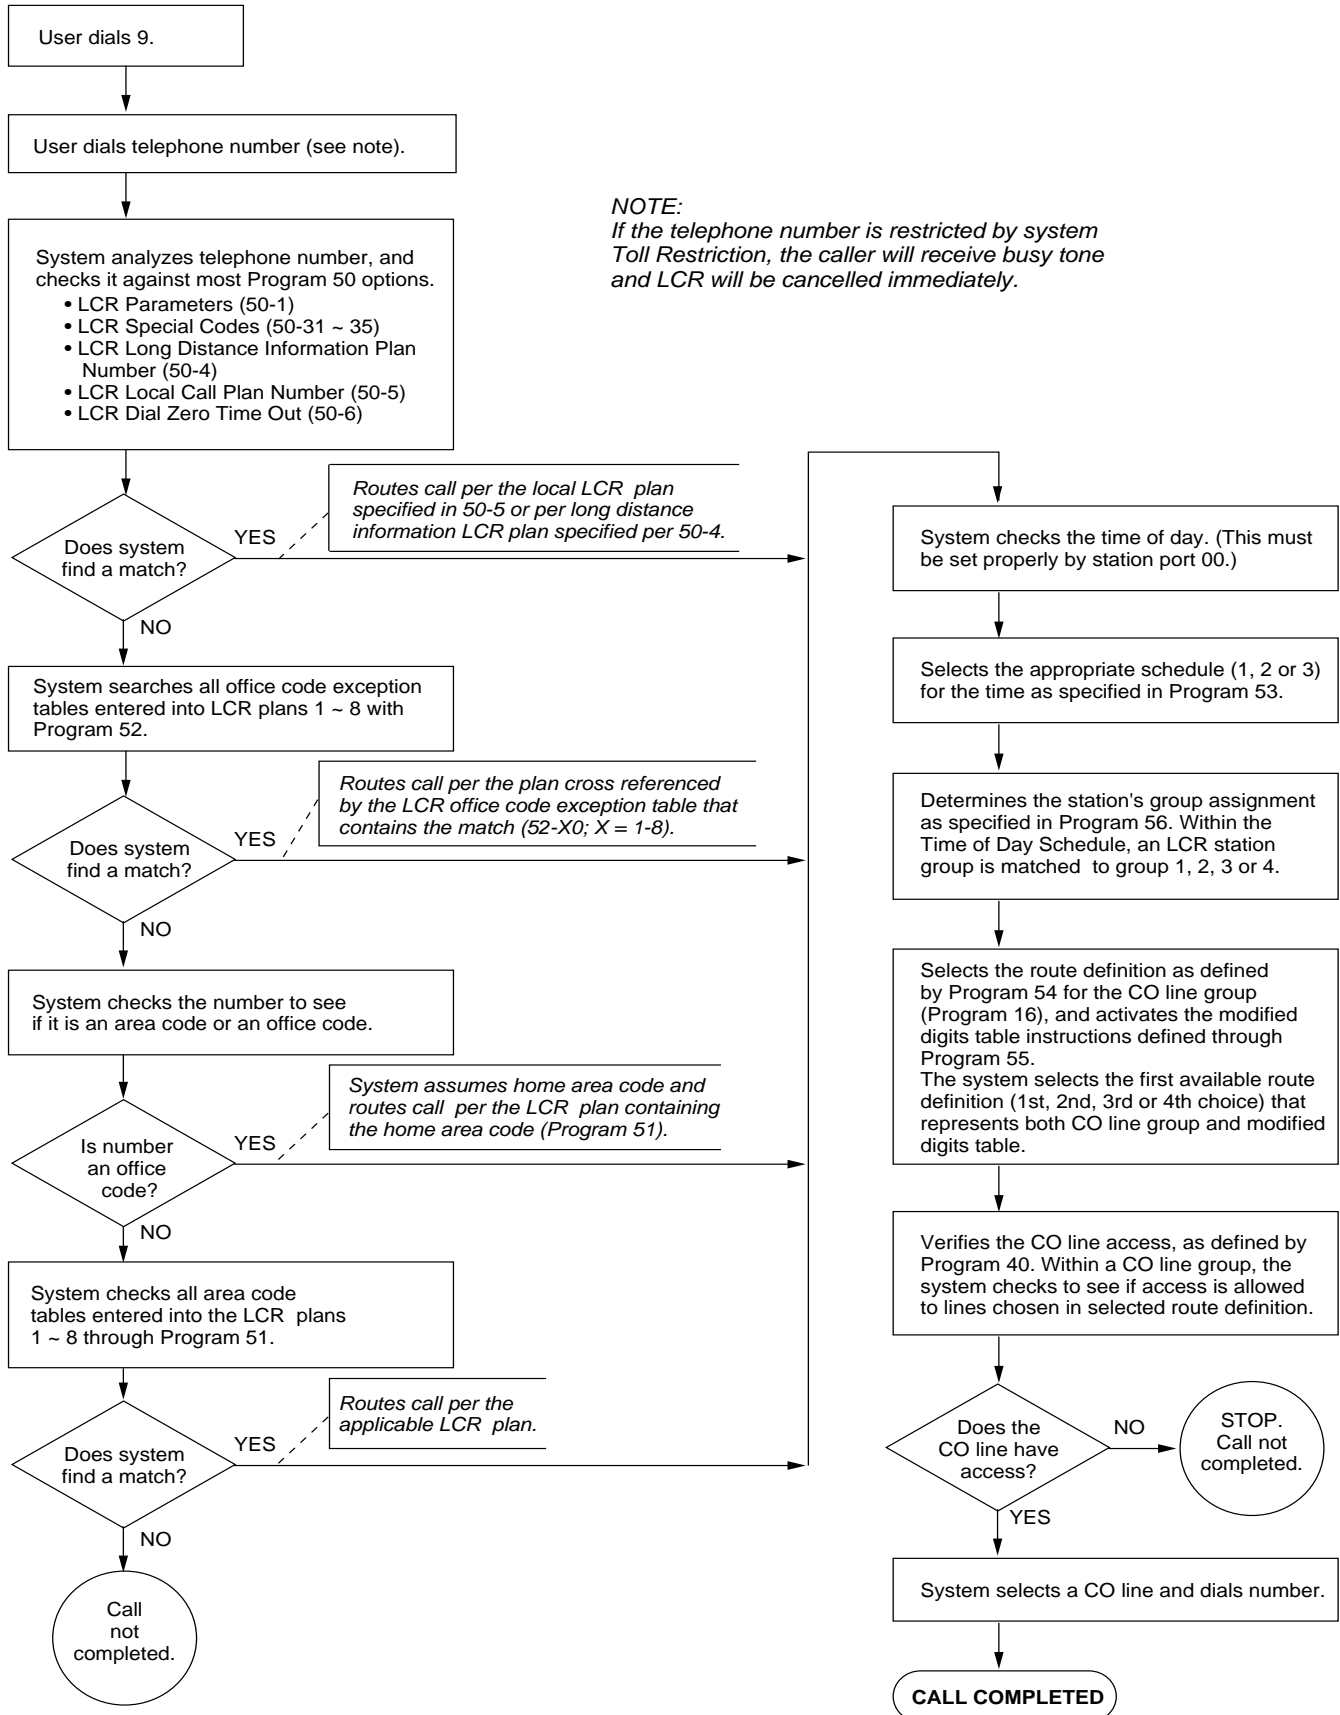 User dials 9.
User dials telephone number (see note).
NOTE:
If the telephone number is restricted by system
Toll Restriction, the caller will receive busy tone
and LCR will be cancelled immediately.
System analyzes telephone number, and
checks it against most Program 50 options.
• LCR Parameters (50-1)
• LCR Special Codes (50-31 ~ 35)
• LCR Long Distance Information Plan
Number (50-4)
• LCR Local Call Plan Number (50-5)
• LCR Dial Zero Time Out (50-6)
Does system
find a match?
YES
Routes call per the local LCR plan
specified in 50-5 or per long distance
information LCR plan specified per 50-4.
NO
System searches all office code exception
tables entered into LCR plans 1 ~ 8 with
Program 52.
Does system
find a match?
YES
Routes call per the plan cross referenced
by the LCR office code exception table that
contains the match (52-X0; X = 1-8).
NO
System checks the number to see
if it is an area code or an office code.
Is number
an office
code?
YES
System assumes home area code and
routes call per the LCR plan containing
the home area code (Program 51).
NO
System checks all area code
tables entered into the LCR plans
1 ~ 8 through Program 51.
Does system
find a match?
YES
Routes call per the
applicable LCR plan.
NO
Call
not
completed.
System checks the time of day. (This must
be set properly by station port 00.)
Selects the appropriate schedule (1, 2 or 3)
for the time as specified in Program 53.
Determines the station's group assignment
as specified in Program 56. Within the
Time of Day Schedule, an LCR station
group is matched to group 1, 2, 3 or 4.
Selects the route definition as defined
by Program 54 for the CO line group
(Program 16), and activates the modified
digits table instructions defined through
Program 55.
The system selects the first available route
definition (1st, 2nd, 3rd or 4th choice) that
represents both CO line group and modified
digits table.
Verifies the CO line access, as defined by
Program 40. Within a CO line group, the
system checks to see if access is allowed
to lines chosen in selected route definition.
Does the
CO line have
access?
NO
STOP.
Call not
completed.
YES
System selects a CO line and dials number.
CALL COMPLETED